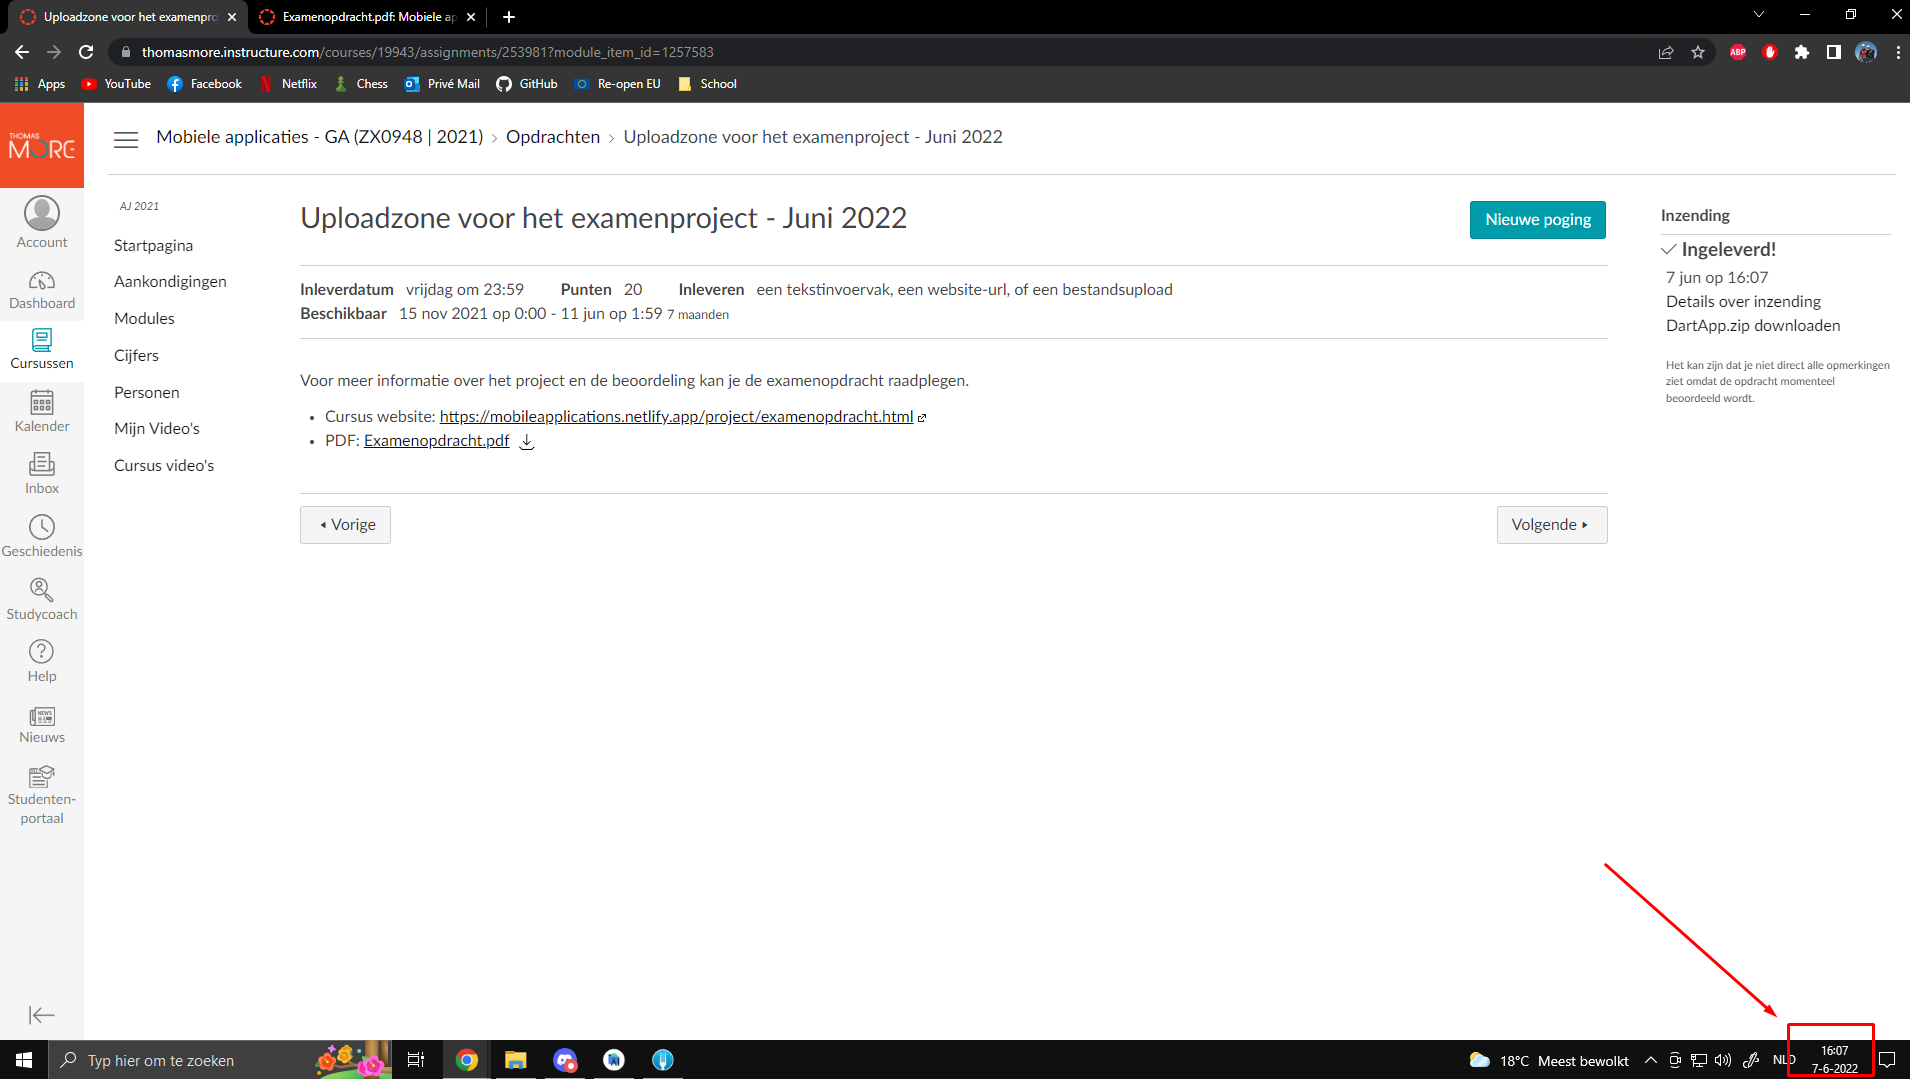 Uploadzone voor het examenpro
Examenopdracht.pdf: Mobiele ap
thomasmore.instructure.com/courses/19943/assignments/253981?module_item_id=1257583
ABP
Apps
YouTube
Facebook
Netflix
Chess
Privé Mail
GitHub
Re-open EU
School
THOMAS
MORE
Account
Dashboard
Cursussen
Kalender
Inbox
Geschiedenis
Studycoach
Help
NEWS
Nieuws
Studenten-
portaal
Mobiele applicaties - GA (ZX0948 | 2021) > Opdrachten > Uploadzone voor het examenproject - Juni 2022
AJ 2021
Startpagina
Aankondigingen
Modules
Cijfers
Personen
Mijn Video's
Cursus video's
Uploadzone voor het examenproject - Juni 2022
Nieuwe poging
Inleverdatum vrijdag om 23:59 Punten 20 Inleveren een tekstinvoervak, een website-url, of een bestandsupload
Beschikbaar 15 nov 2021 op 0:00 - 11 jun op 1:59 7 maanden
Voor meer informatie over het project en de beoordeling kan je de examenopdracht raadplegen.
• Cursus website: https://mobileapplications.netlify.app/project/examenopdracht.html
• PDF: Examenopdracht.pdf
Vorige
Volgende
Inzending
Ingeleverd!
7 jun op 16:07
Details over inzending
DartApp.zip downloaden
Het kan zijn dat je niet direct alle opmerkingen
ziet omdat de opdracht momenteel
beoordeeld wordt.
Typ hier om te zoeken
18°C Meest bewolkt
NLD
16:07
7-6-2022